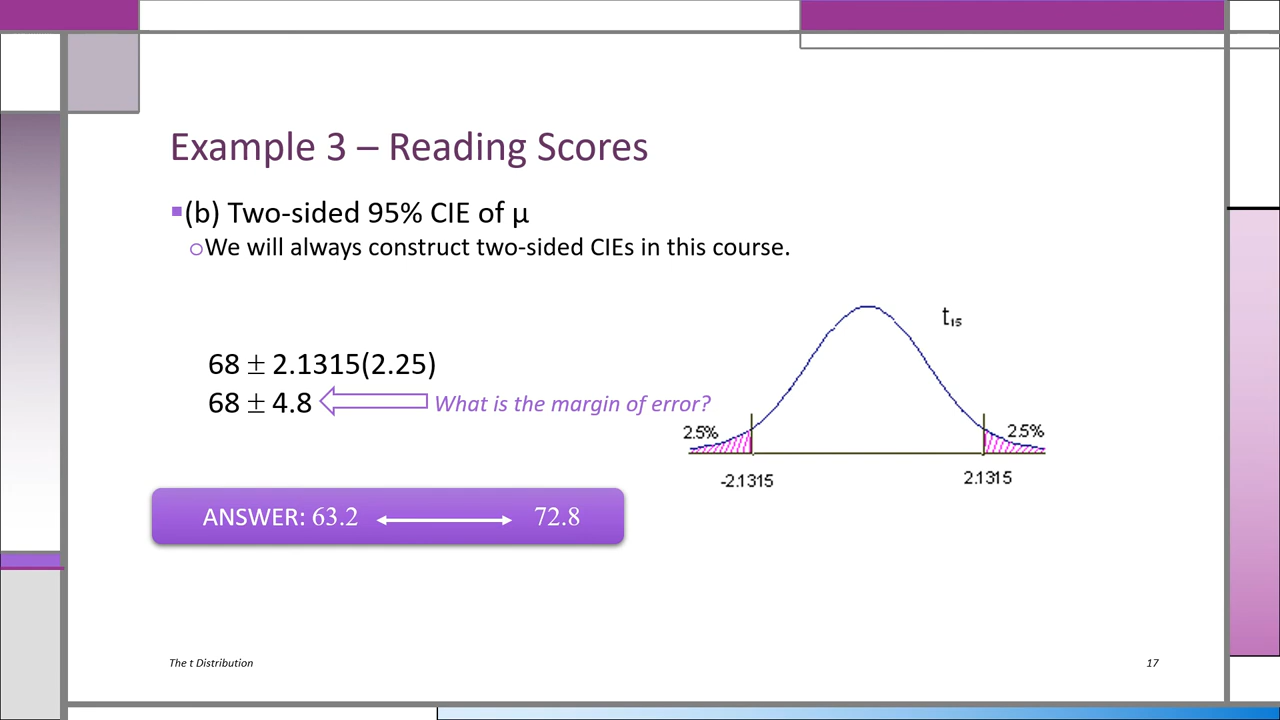 Example 3 – Reading Scores
(b) Two-sided 95% CIE of µ
We will always construct two-sided CIEs in this course.
t₁₅
68 ± 2.1315(2.25)
68 ± 4.8
What is the margin of error?
2.5%
2.5%
-2.1315
2.1315
ANSWER: 63.2 72.8
The t Distribution
17